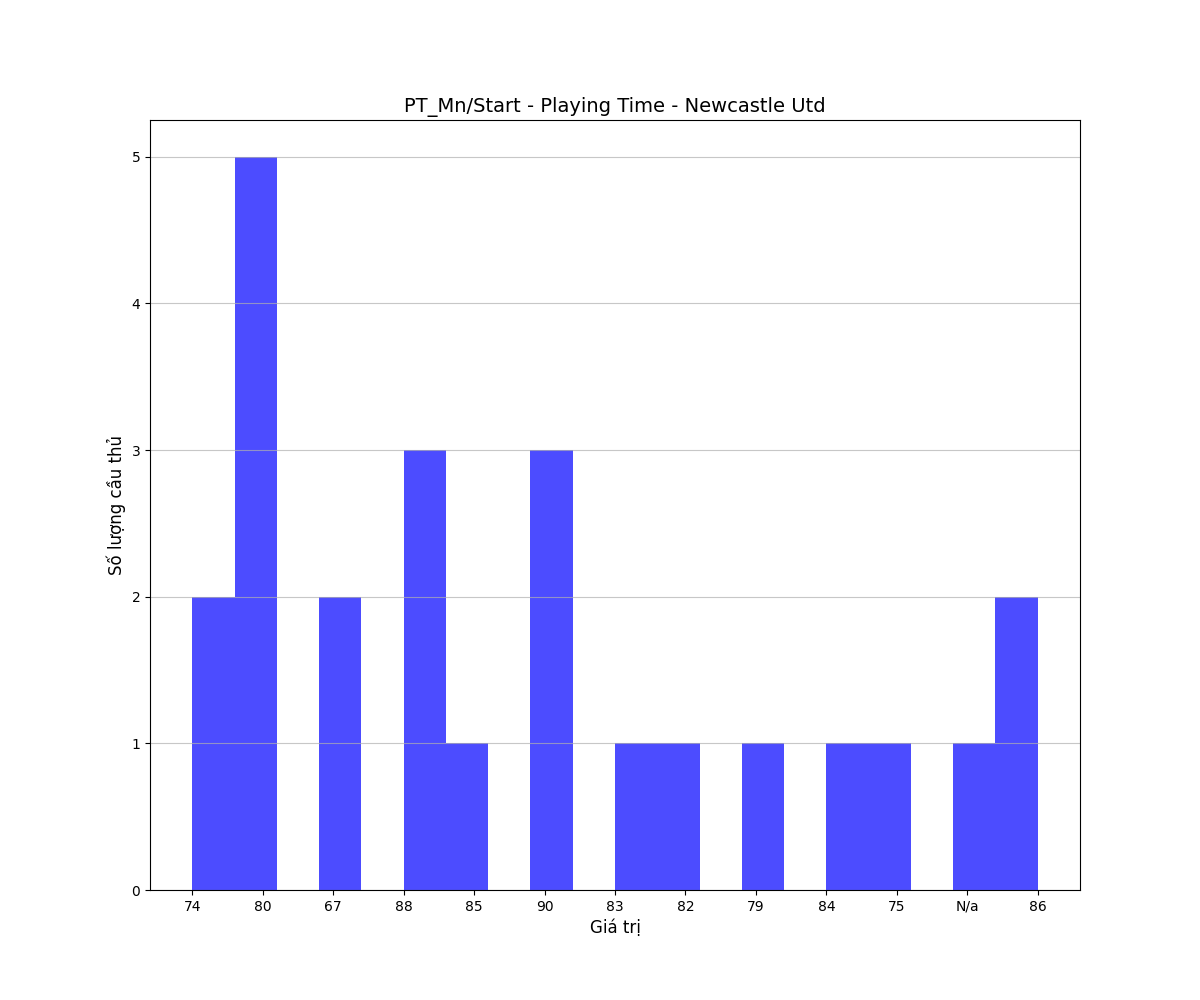 PT_Mn/Start - Playing Time - Newcastle Utd
5
4
3
2
1
0
Số lượng cầu thủ
74 80 67 88 85 90 83 82 79 84 75 N/a 86
Giá trị